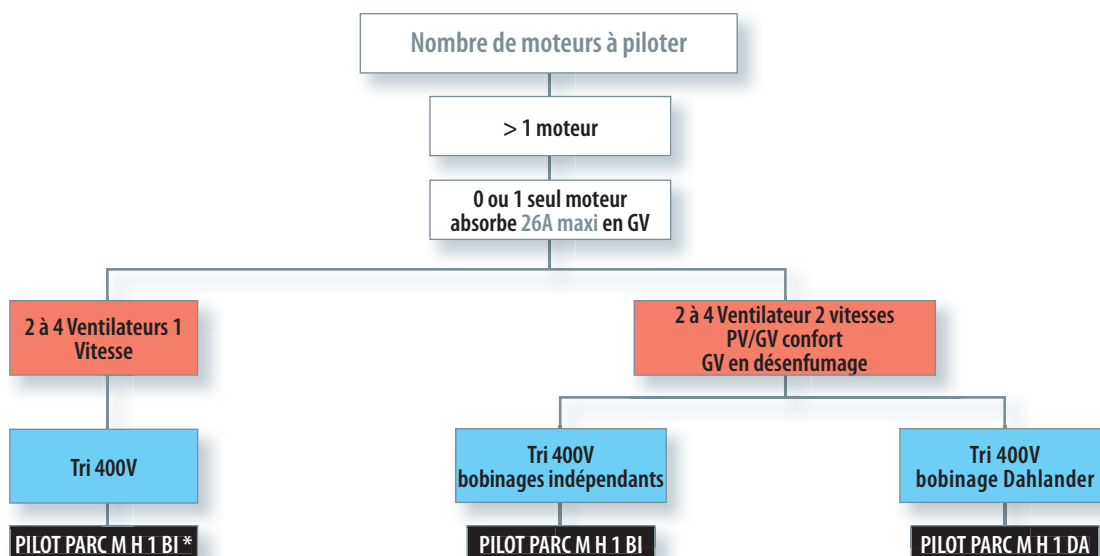 Nombre de moteurs à piloter
> 1 moteur
0 ou 1 seul moteur
absorbe 26A maxi en GV
2 à 4 Ventilateurs 1
Vitesse
2 à 4 Ventilateur 2 vitesses
PV/GV confort
GV en désenfumage
Tri 400V
Tri 400V
bobinages indépendants
Tri 400V
bobinage Dahlander
PILOT PARC M H 1 BI *
PILOT PARC M H 1 BI
PILOT PARC M H 1 DA